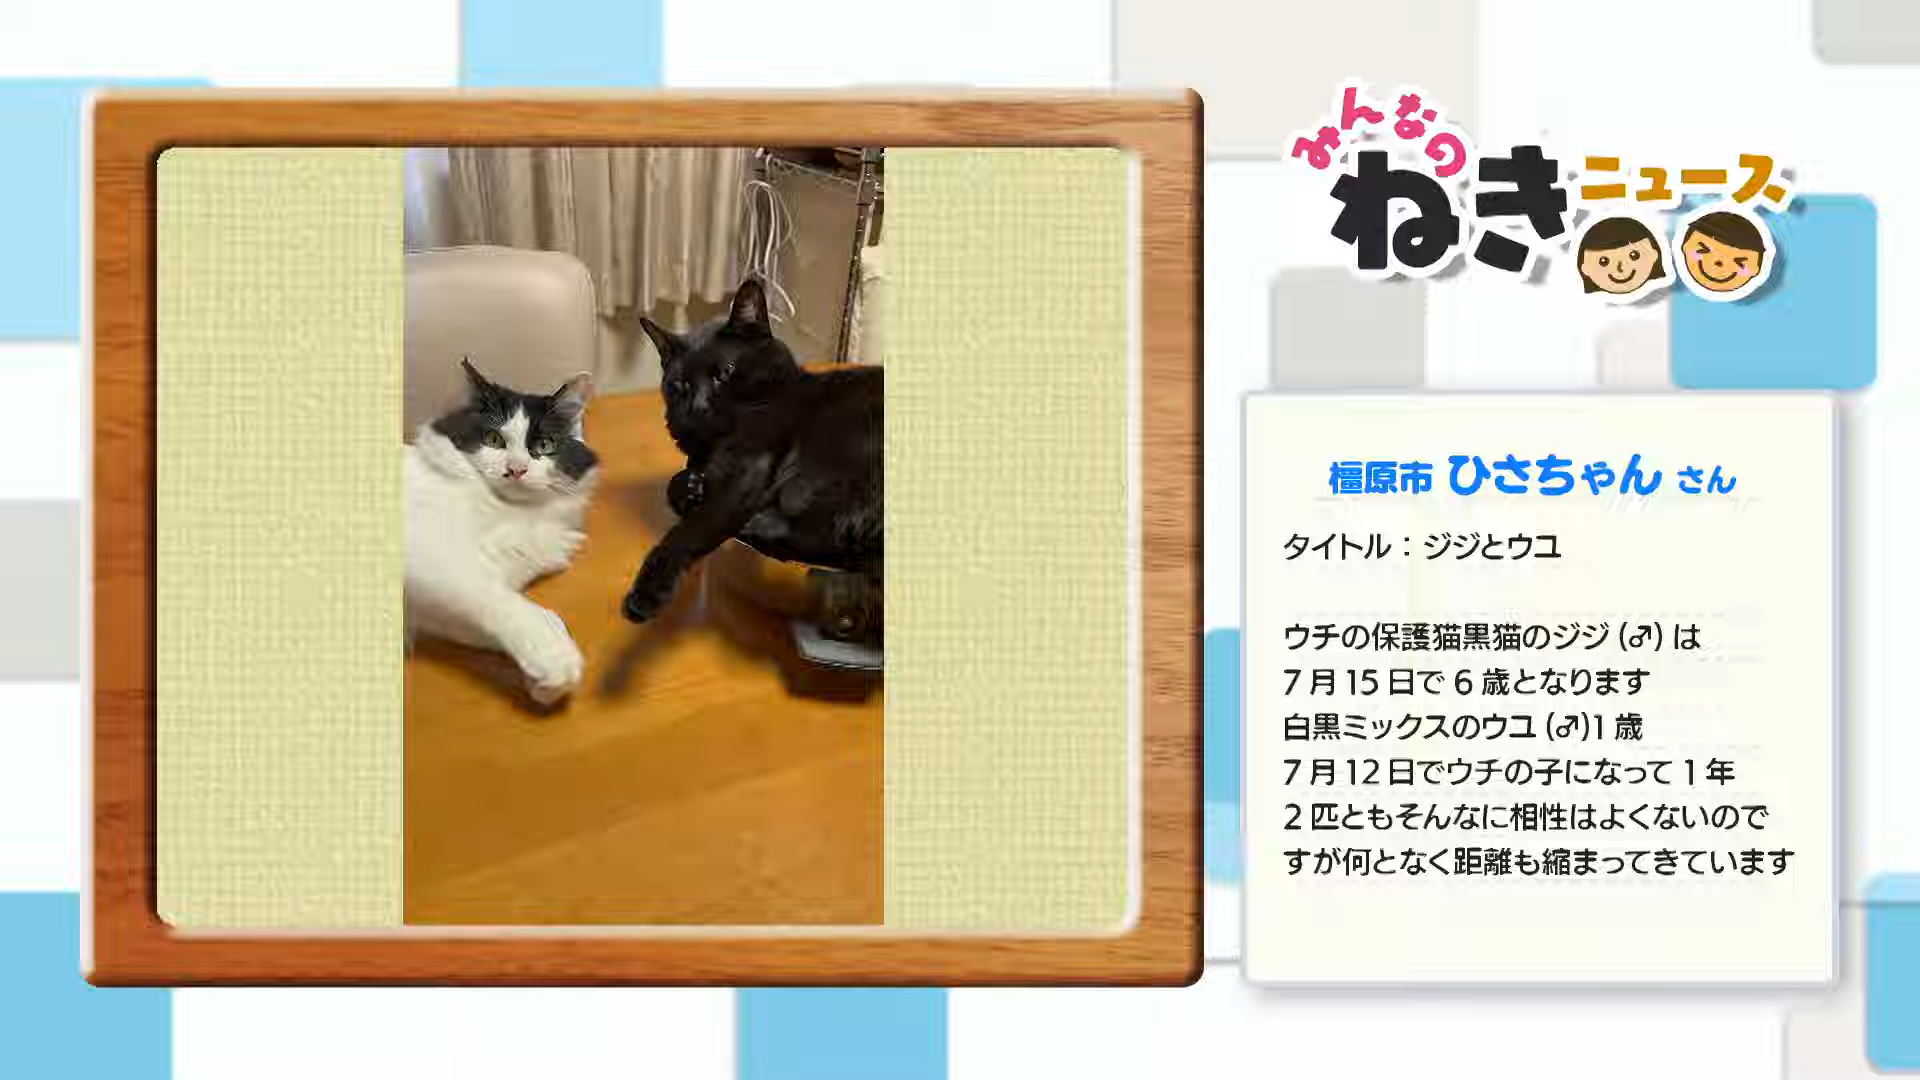 みんなの
ねきニュース
橿原市 ひさちゃん さん
タイトル：ジジとウユ
ウチの保護猫黒猫のジジ(♂)は
7月15日で6歳となります
白黒ミックスのウユ(♂)1歳
7月12日でウチの子になって1年
2匹ともそんなに相性はよくないので
すが何となく距離も縮まってきています